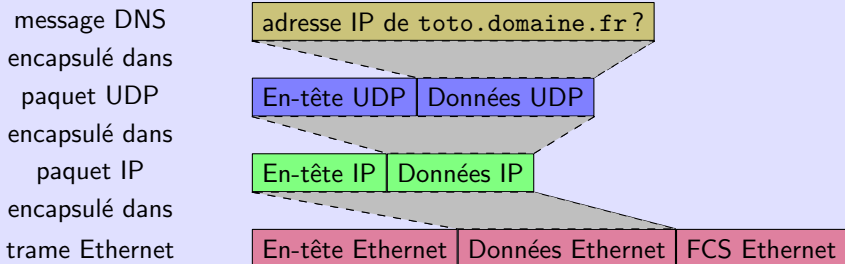 message DNS adresse IP de toto.domaine.fr ?
encapsulé dans
paquet UDP En-tête UDP Données UDP
encapsulé dans
paquet IP En-tête IP Données IP
encapsulé dans
trame Ethernet En-tête Ethernet Données Ethernet FCS Ethernet